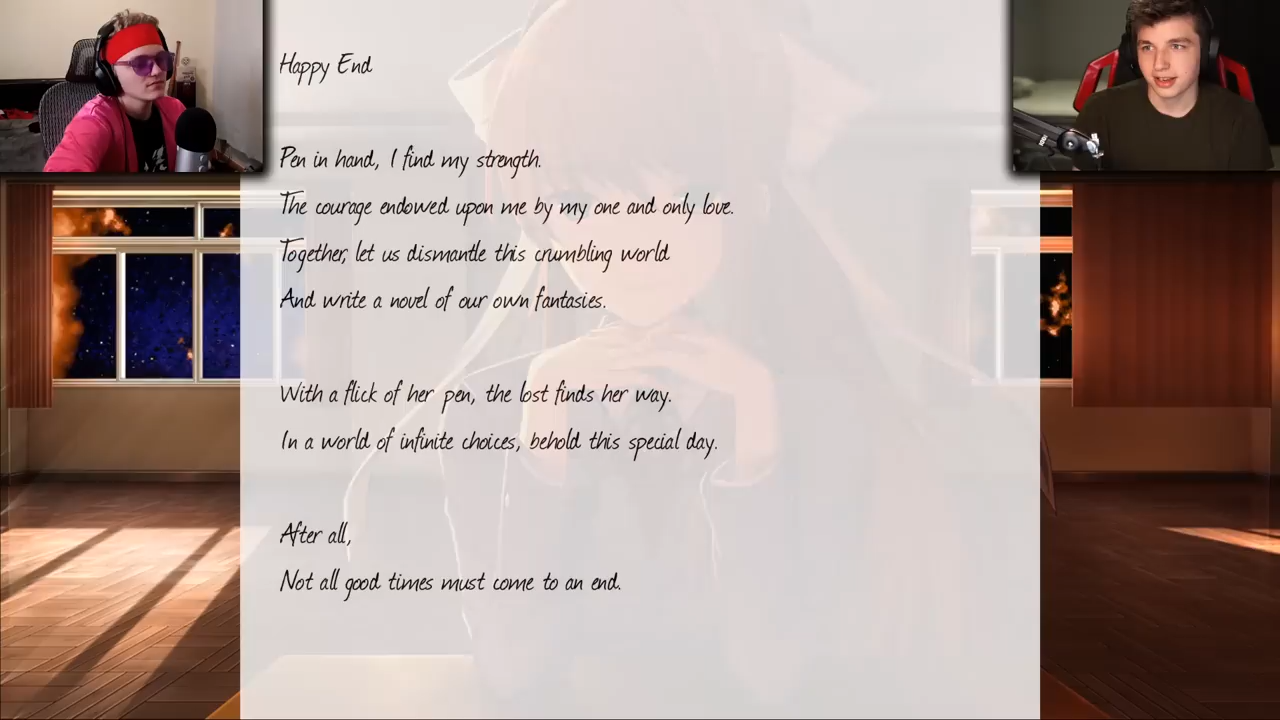 Happy End
Pen in hand, I find my strength.
The courage endowed upon me by my one and only love.
Together, let us dismantle this crumbling world
And write a novel of our own fantasies.
With a flick of her pen, the lost finds her way.
In a world of infinite choices, behold this special day.
After all,
Not all good times must come to an end.